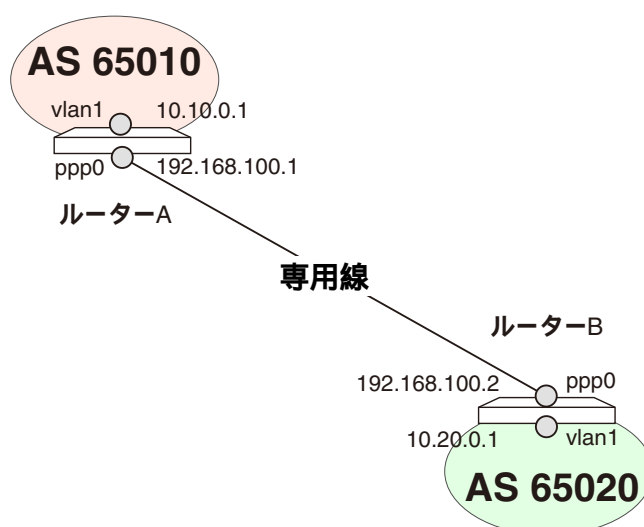 AS 65010
vlan1 10.10.0.1
ppp0 192.168.100.1
ルーターA
専用線
ルーターB
192.168.100.2 ppp0
10.20.0.1 vlan1
AS 65020